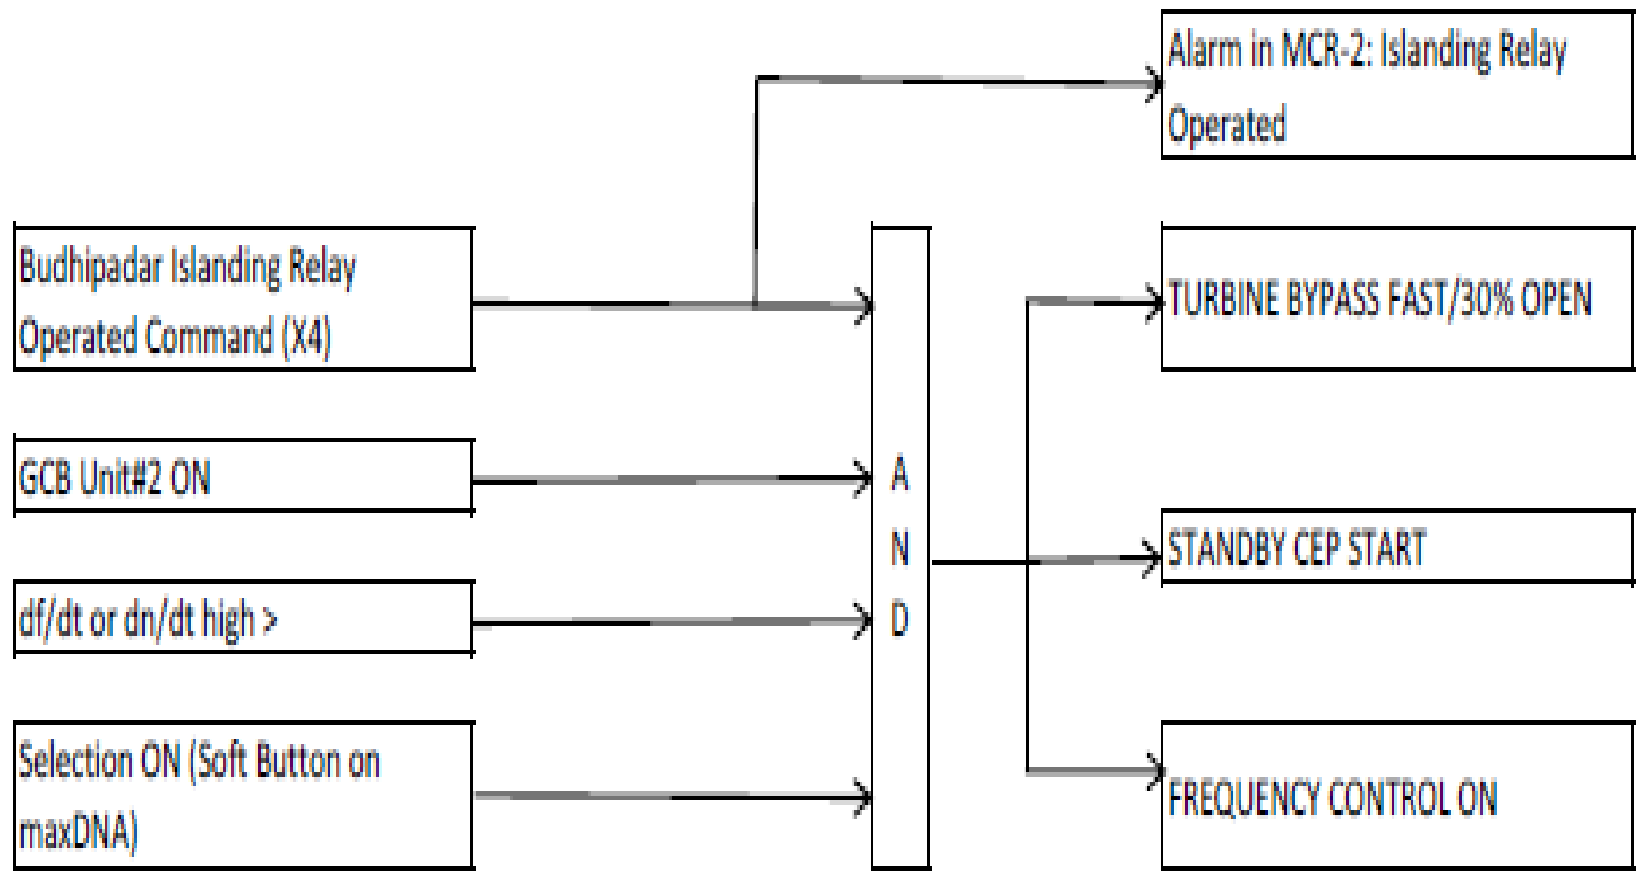 Alarm in MCR-2: Islanding Relay
Operated
Budhipadar Islanding Relay
Operated Command (X4)
TURBINE BYPASS FAST/30% OPEN
GCB Unit#2 ON
A
N
D
STANDBY CEP START
df/dt or dn/dt high >
Selection ON (Soft Button on
maxDNA)
FREQUENCY CONTROL ON